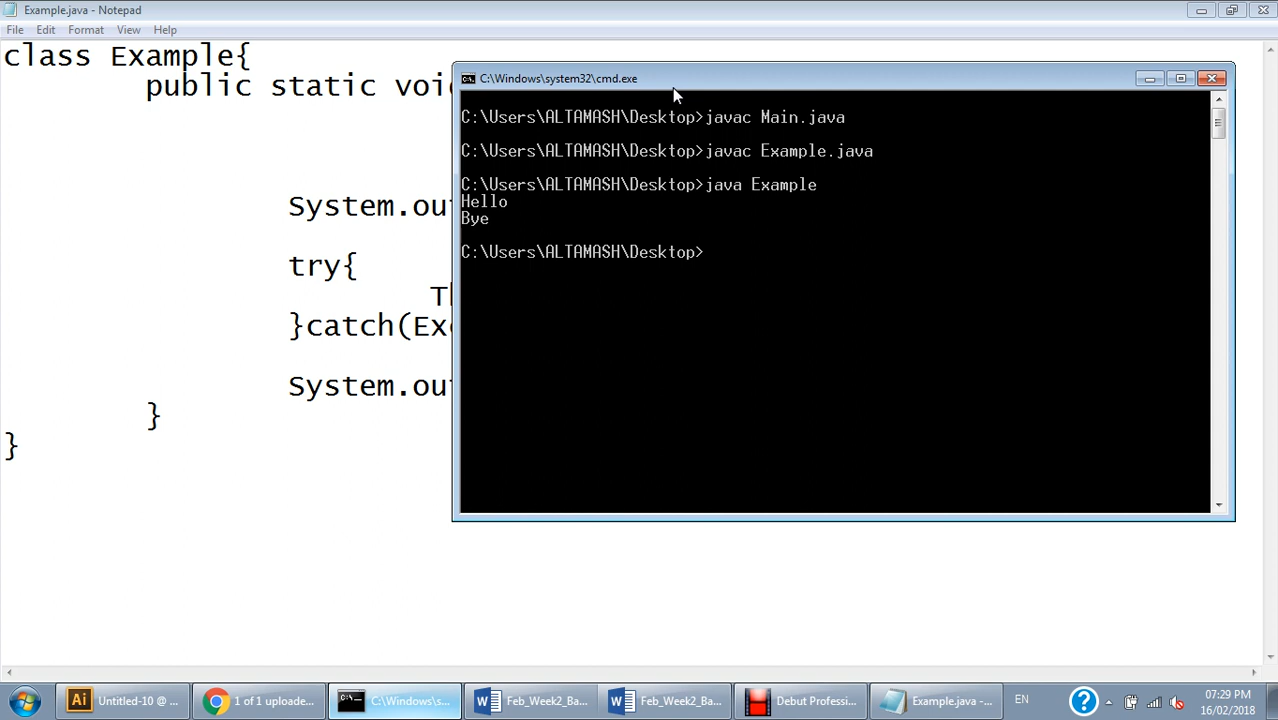 Example.java - Notepad
File Edit Format View Help
class Example{
public static voi
System.ou
try{
T
}catch(Exc
System.ou
}
}
C:\Windows\system32\cmd.exe
C:\Users\ALTAMASH\Desktop>javac Main.java
C:\Users\ALTAMASH\Desktop>javac Example.java
C:\Users\ALTAMASH\Desktop>java Example
Hello
Bye
C:\Users\ALTAMASH\Desktop>
Untitled-10 @ ...
1 of 1 uploade...
C:\Windows\s...
Feb_Week2_Ba...
Feb_Week2_Ba...
Debut Professi...
Example.java -...
EN
07:29 PM
16/02/2018